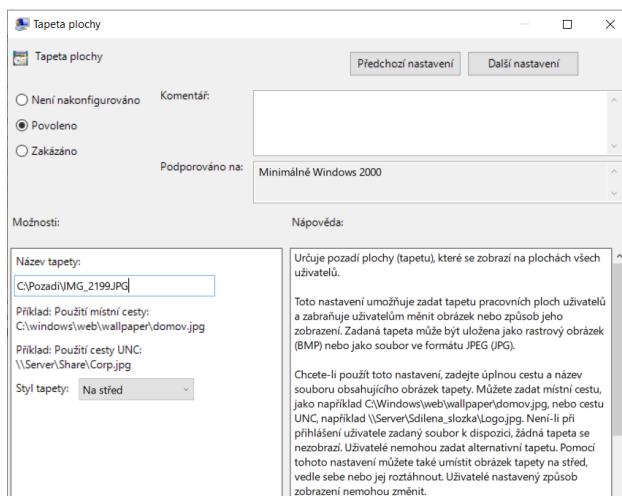 Tapeta plochy
Tapeta plochy
Předchozí nastavení
Další nastavení
Není nakonfigurováno
Povoleno
Zakázáno
Komentář:
Podporováno na:
Minimálně Windows 2000
Možnosti:
Nápověda:
Název tapety:
C:\Pozadi\IMG_2199.JPG
Příklad: Použití místní cesty:
C:\windows\web\wallpaper\domov.jpg
Příklad: Použití cesty UNC:
\\Server\Share\Corp.jpg
Styl tapety:
Na střed
Určuje pozadí plochy (tapetu), které se zobrazí na plochách všech
uživatelů.
Toto nastavení umožňuje zadat tapetu pracovních ploch uživatelů
a zabraňuje uživatelům měnit obrázek nebo způsob jeho
zobrazení. Zadaná tapeta může být uložena jako rastrový obrázek
(BMP) nebo jako soubor ve formátu JPEG (JPG).
Chcete-li použít toto nastavení, zadejte úplnou cestu a název
souboru obsahujícího obrázek tapety. Můžete zadat místní cestu,
jako například C:\Windows\web\wallpaper\domov.jpg, nebo cestu
UNC, například \\Server\Sdilena_slozka\Logo.jpg. Není-li při
přihlášení uživatele zadaný soubor k dispozici, žádná tapeta se
nezobrazí. Uživatelé nemohou zadat alternativní tapetu. Pomocí
tohoto nastavení můžete také umístit obrázek tapety na střed,
vedle sebe nebo jej roztáhnout. Uživatelé nastavený způsob
zobrazení nemohou změnit.